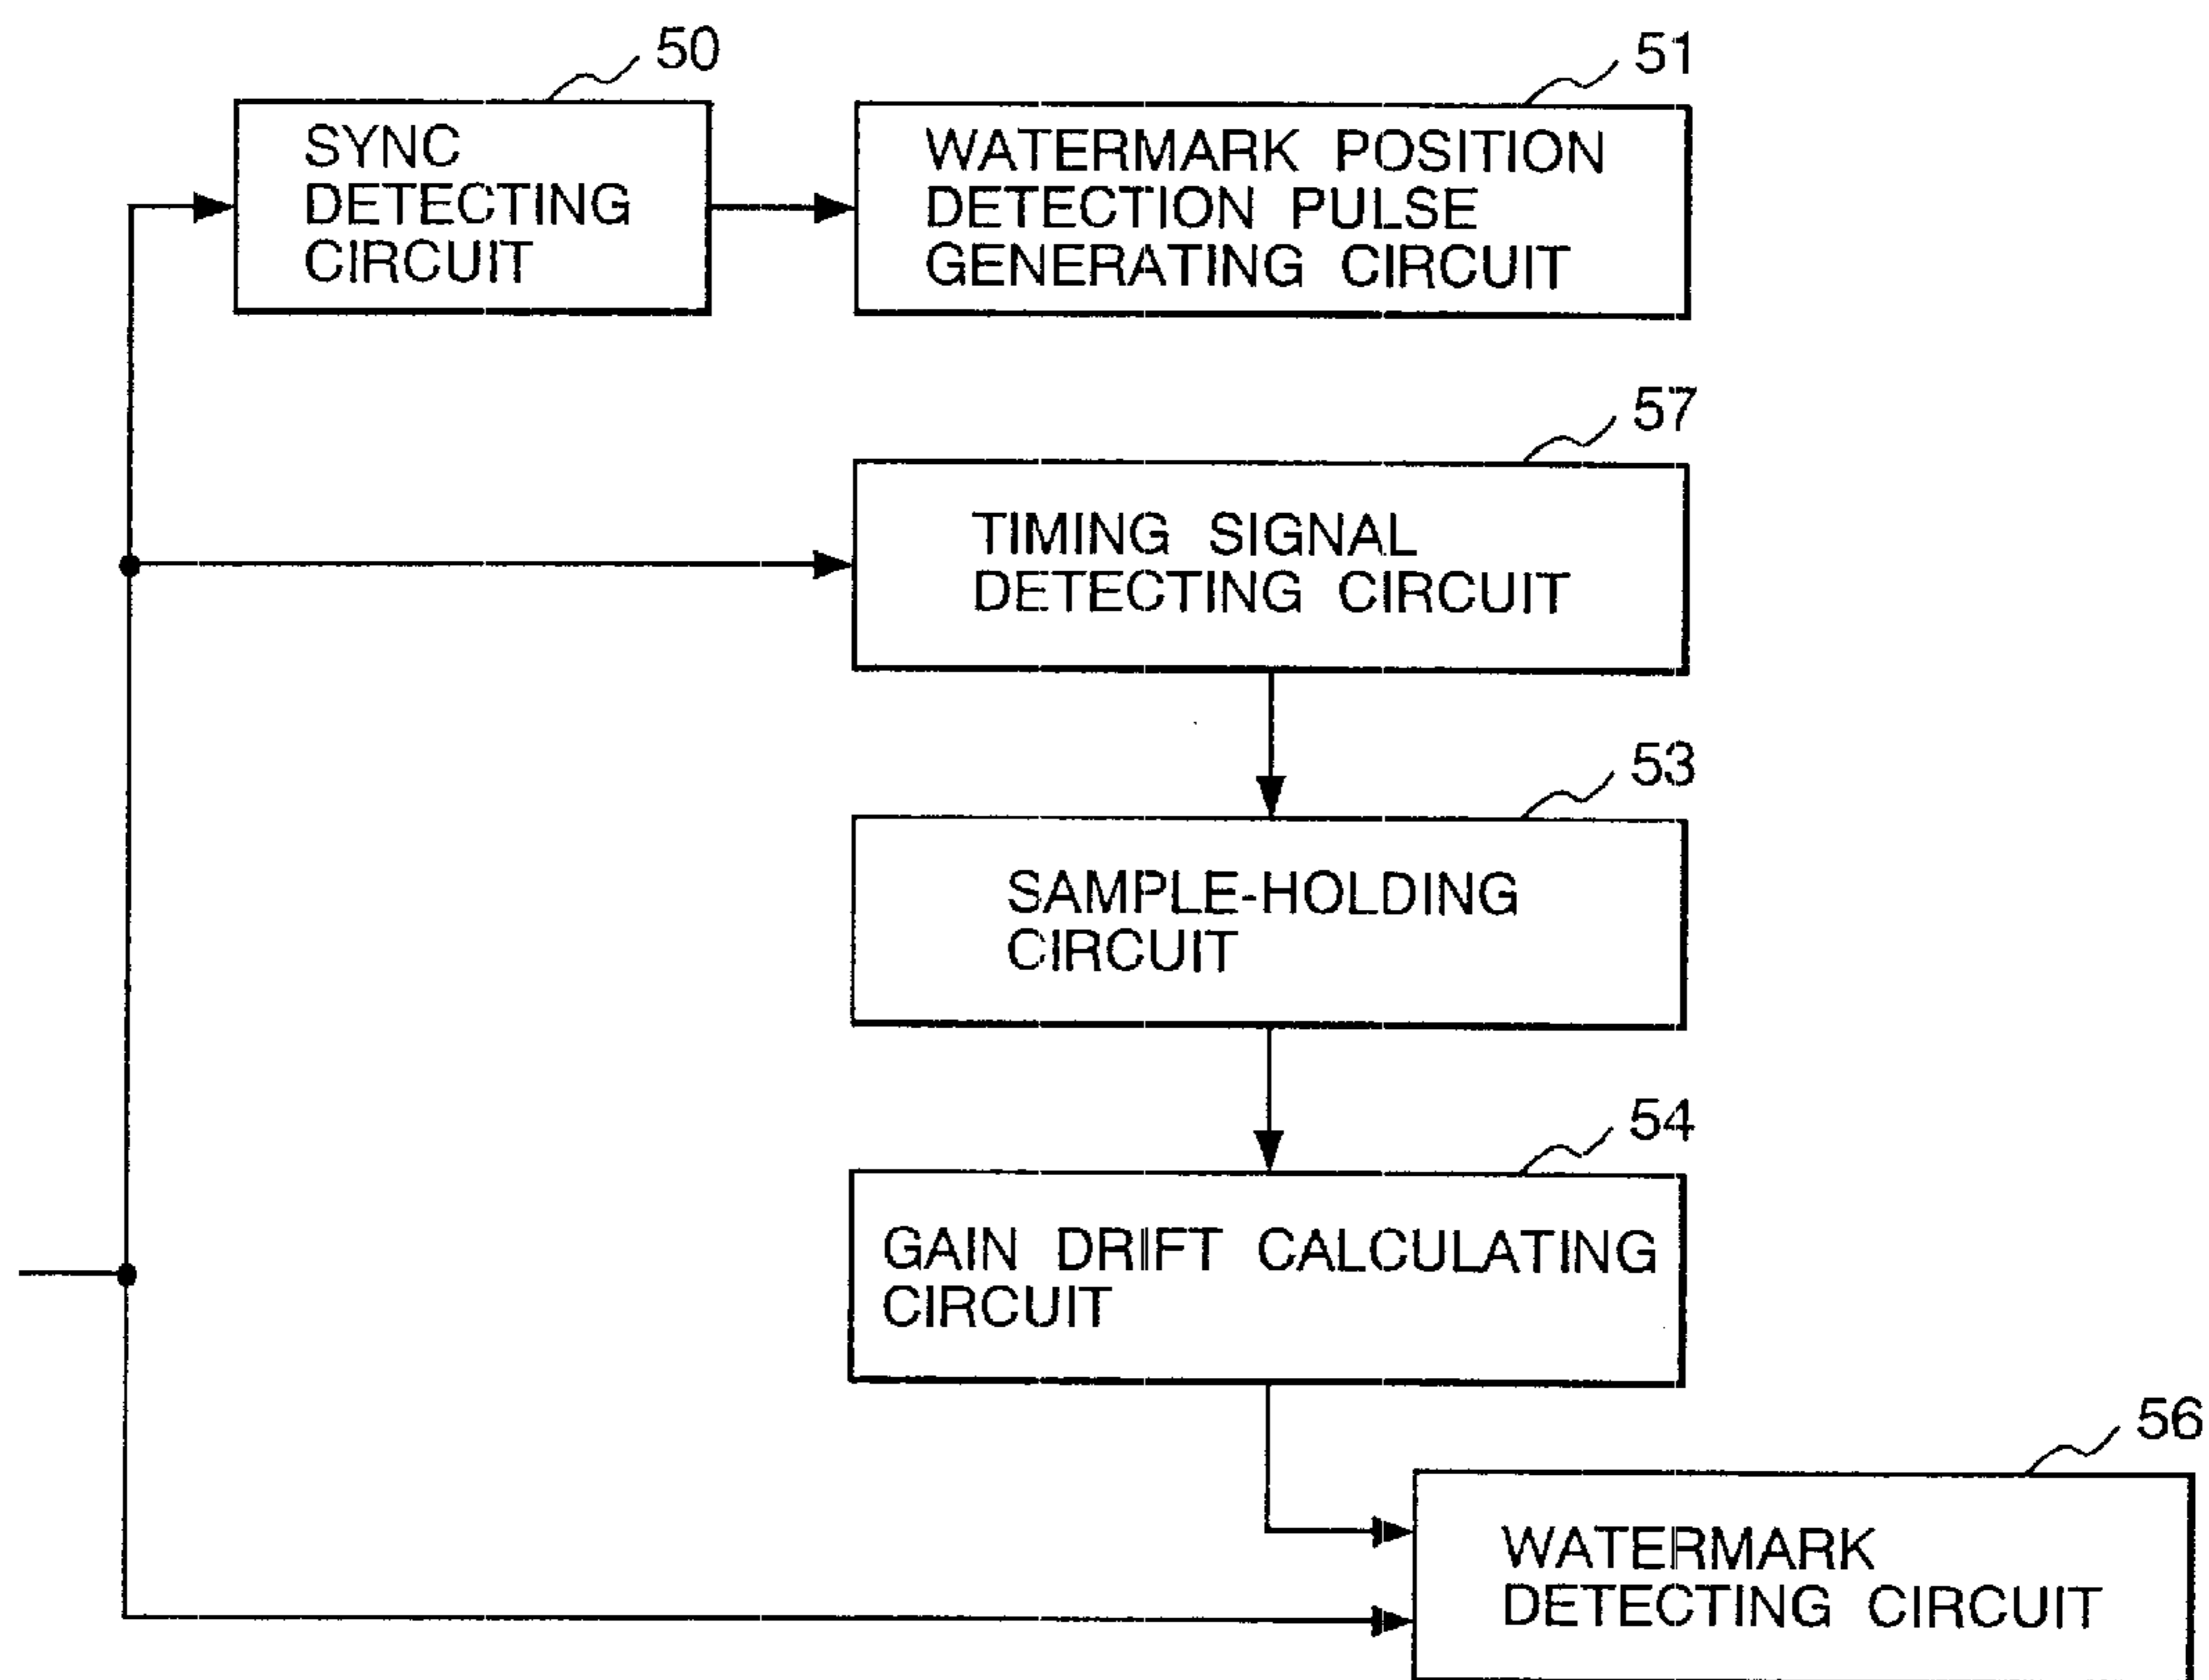 50
SYNC
DETECTING
CIRCUIT
51
WATERMARK POSITION
DETECTION PULSE
GENERATING CIRCUIT
57
TIMING SIGNAL
DETECTING CIRCUIT
53
SAMPLE-HOLDING
CIRCUIT
54
GAIN DRIFT CALCULATING
CIRCUIT
56
WATERMARK
DETECTING CIRCUIT